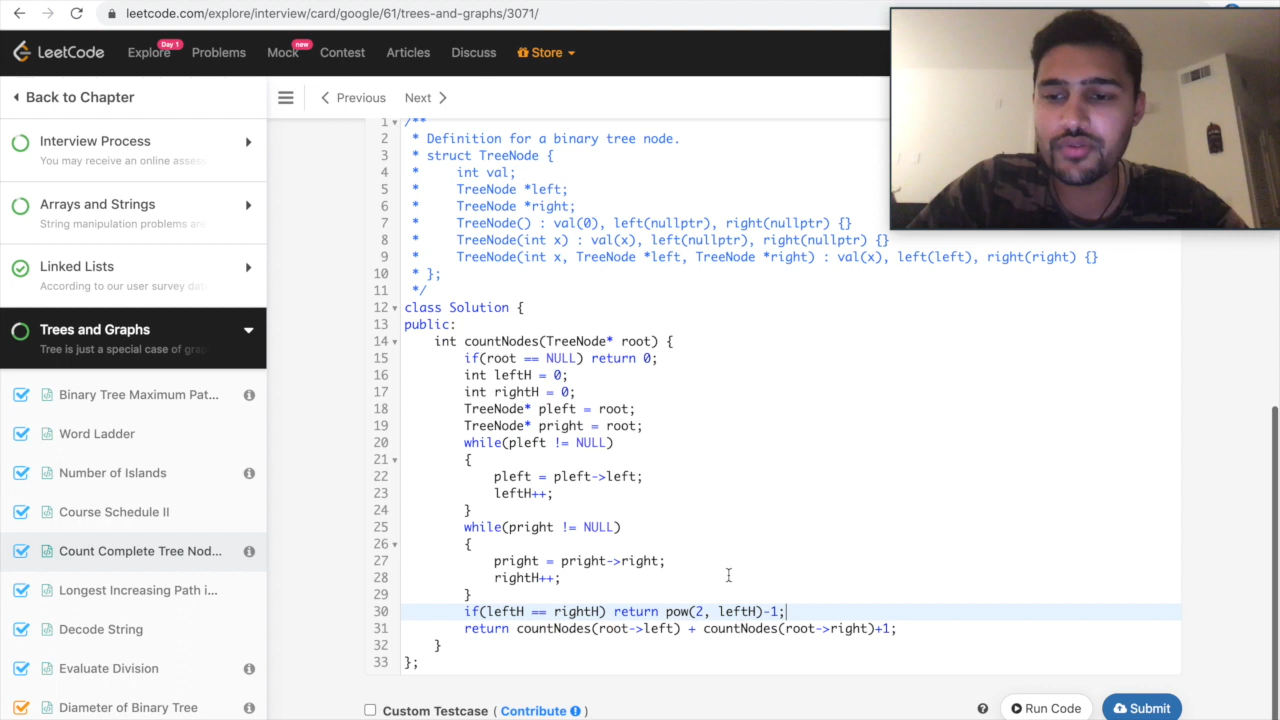 leetcode.com/explore/interview/card/google/61/trees-and-graphs/3071/
LeetCode
Explore
Day 1
Problems
Mock
new
Contest
Articles
Discuss
Store
Back to Chapter
Previous
Next
Interview Process
You may receive an online asses
Arrays and Strings
String manipulation problems are
Linked Lists
According to our user survey da
Trees and Graphs
Tree is just a special case of gra
Binary Tree Maximum Pat...
Word Ladder
Number of Islands
Course Schedule II
Count Complete Tree Nod...
Longest Increasing Path i...
Decode String
Evaluate Division
Diameter of Binary Tree
1 /**
2 * Definition for a binary tree node.
3 * struct TreeNode {
4 *     int val;
5 *     TreeNode *left;
6 *     TreeNode *right;
7 *     TreeNode() : val(0), left(nullptr), right(nullptr) {}
8 *     TreeNode(int x) : val(x), left(nullptr), right(nullptr) {}
9 *     TreeNode(int x, TreeNode *left, TreeNode *right) : val(x), left(left), right(right) {}
10 * };
11 */
12 class Solution {
13 public:
14     int countNodes(TreeNode* root) {
15         if(root == NULL) return 0;
16         int leftH = 0;
17         int rightH = 0;
18         TreeNode* pleft = root;
19         TreeNode* pright = root;
20         while(pleft != NULL)
21         {
22             pleft = pleft->left;
23             leftH++;
24         }
25         while(pright != NULL)
26         {
27             pright = pright->right;
28             rightH++;
29         }
30         if(leftH == rightH) return pow(2, leftH)-1;
31         return countNodes(root->left) + countNodes(root->right)+1;
32     }
33 };
Custom Testcase ( Contribute )
Run Code
Submit